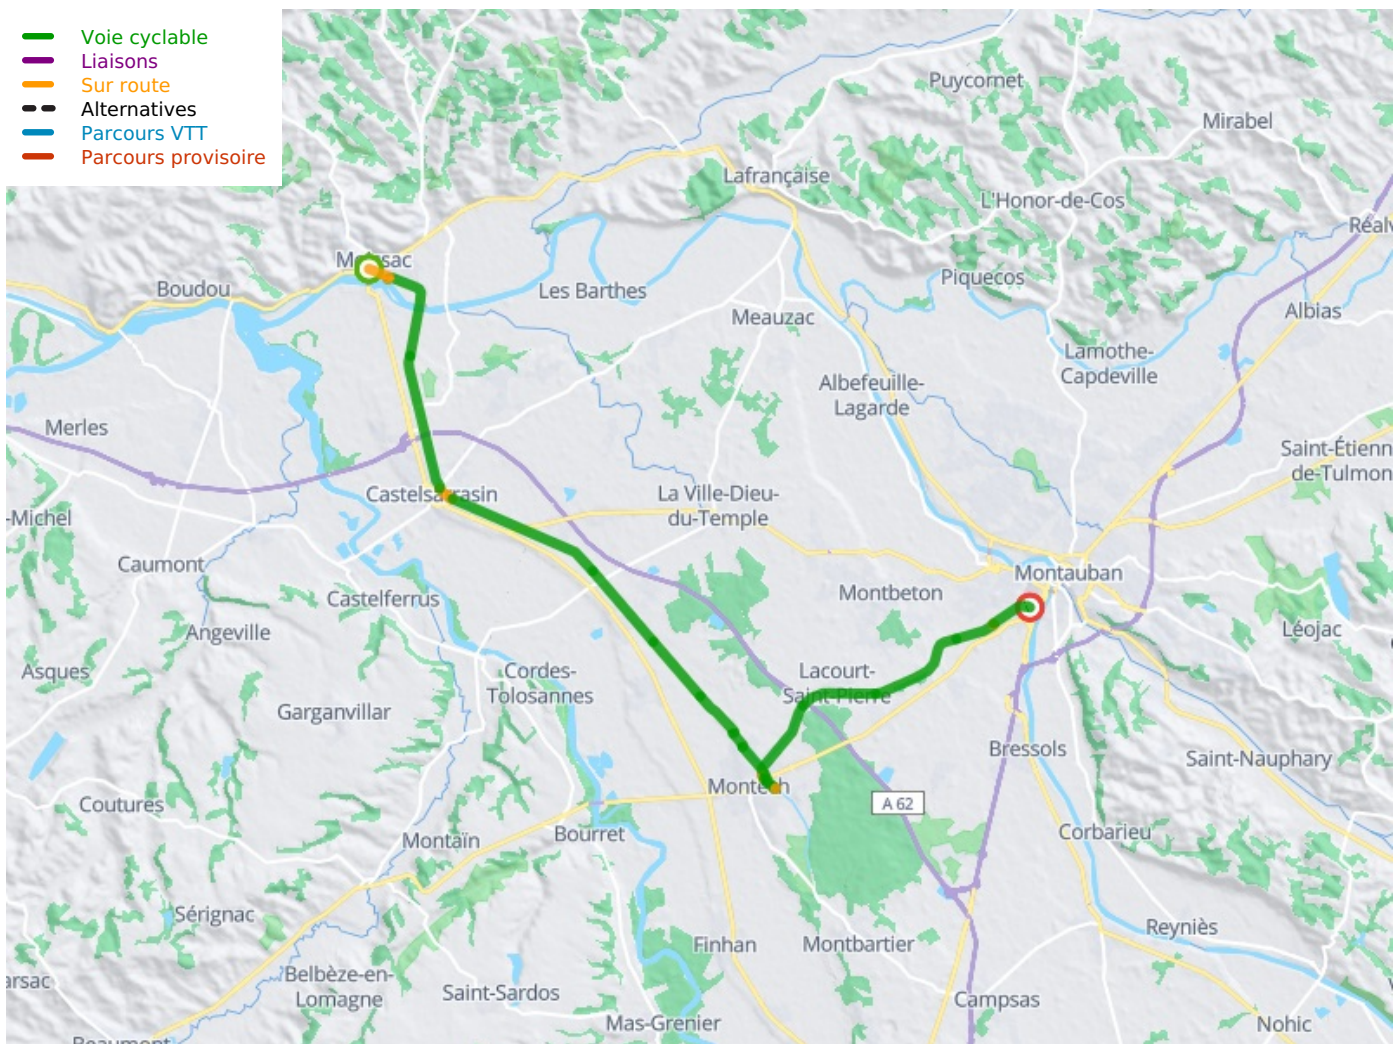 Voie cyclable
Liaisons
Sur route
Alternatives
Parcours VTT
Parcours provisoire
Puycornet
Mirabel
Lafrançaise
L'Honor-de-Cos
Réalv
Boudou
Les Barthes
Piquecos
Meauzac
Albias
Lamothe-
Capdeville
Albefeuille-
Lagarde
Merles
Saint-Étienn
de-Tulmon
Castelsarrasin
La Ville-Dieu-
du-Temple
-Michel
Caumont
Montauban
Castelferrus
Montbeton
Angeville
Léojac
Asques
Cordes-
Tolosannes
Lacourt-
Saint-Pierre
Garganvillar
Bressols
Saint-Nauphary
Montech
Coutures
A 62
Montaïn
Bourret
Corbarieu
Sérignac
Finhan
Montbartier
Reyniès
arsac
Belbèze-en-
Lomagne
Saint-Sardos
Campsas
Mas-Grenier
Nohic